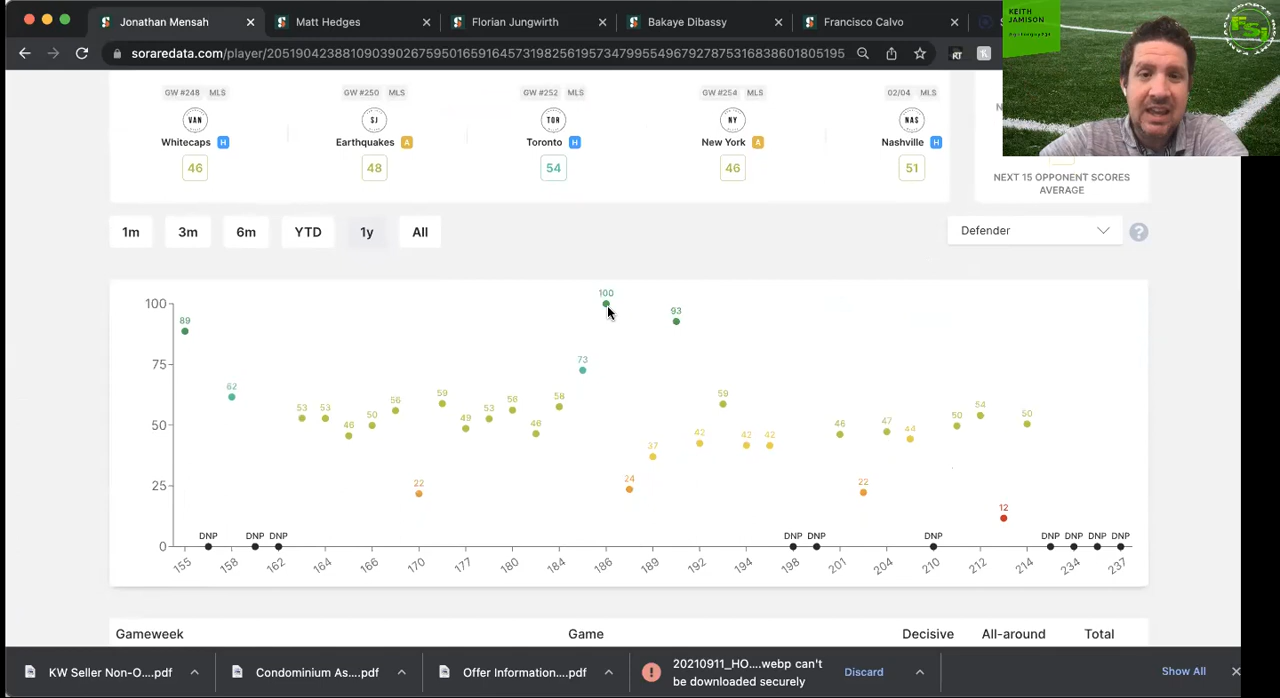 Jonathan Mensah
Matt Hedges
Florian Jungwirth
Bakaye Dibassy
Francisco Calvo
soraredata.com/player/205190423881090390267595016591645731982561957347995549679287531683860180 5195
RT
KEITH
JAMISON
FSi
GW #248 MLS
GW #250 MLS
GW #252 MLS
GW #254 MLS
02/04 MLS
VAN
SJ
TOR
NY
NAS
Whitecaps H
Earthquakes A
Toronto H
New York A
Nashville H
46
48
54
46
51
NEXT 15 OPPONENT SCORES
AVERAGE
1m
3m
6m
YTD
1y
All
Defender
?
100
75
50
25
0
89
DNP
62
DNP
DNP
53
53
46
50
56
22
59
49
53
56
46
58
73
100
24
37
93
42
59
42
42
DNP
DNP
46
22
47
44
DNP
50
54
12
50
DNP
DNP
DNP
DNP
155
158
162
164
166
170
177
180
184
186
189
192
194
198
201
204
210
212
214
234
237
Gameweek
Game
Decisive
All-around
Total
KW Seller Non-O....pdf
Condominium As....pdf
Offer Information....pdf
20210911_HO....webp can't
be downloaded securely
Discard
Show All